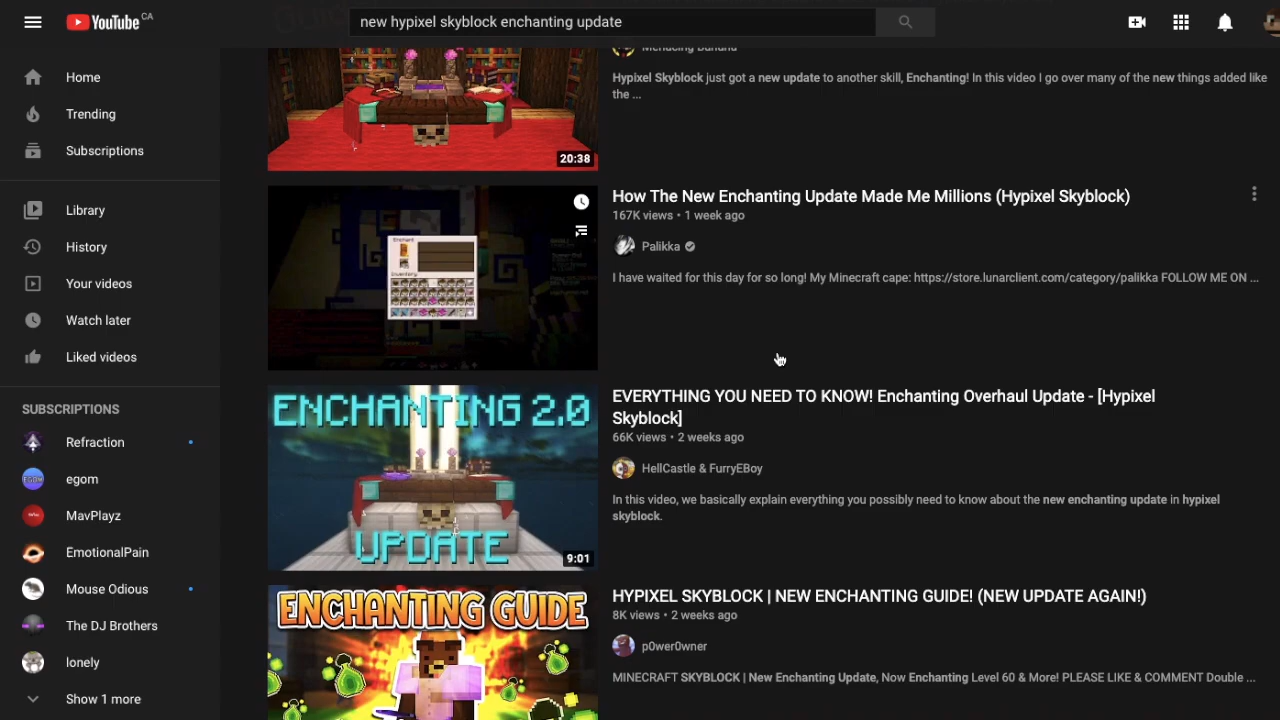 YouTube CA
new hypixel skyblock enchanting update
Home
Trending
Subscriptions
Library
History
Your videos
Watch later
Liked videos
SUBSCRIPTIONS
Refraction
egom
EGOM
MavPlayz
EmotionalPain
Mouse Odious
The DJ Brothers
lonely
Show 1 more
20:38
Menacing Banana
Hypixel Skyblock just got a new update to another skill, Enchanting! In this video I go over many of the new things added like
the ...
Enchant
Inventory
How The New Enchanting Update Made Me Millions (Hypixel Skyblock)
167K views • 1 week ago
Palikka
I have waited for this day for so long! My Minecraft cape: https://store.lunarclient.com/category/palikka FOLLOW ME ON ...
ENCHANTING 2.0
UPDATE
9:01
EVERYTHING YOU NEED TO KNOW! Enchanting Overhaul Update - [Hypixel
Skyblock]
66K views • 2 weeks ago
HellCastle & FurryEBoy
In this video, we basically explain everything you possibly need to know about the new enchanting update in hypixel
skyblock.
ENCHANTING GUIDE
HYPIXEL SKYBLOCK | NEW ENCHANTING GUIDE! (NEW UPDATE AGAIN!)
8K views • 2 weeks ago
p0wer0wner
MINECRAFT SKYBLOCK | New Enchanting Update, Now Enchanting Level 60 & More! PLEASE LIKE & COMMENT Double ...